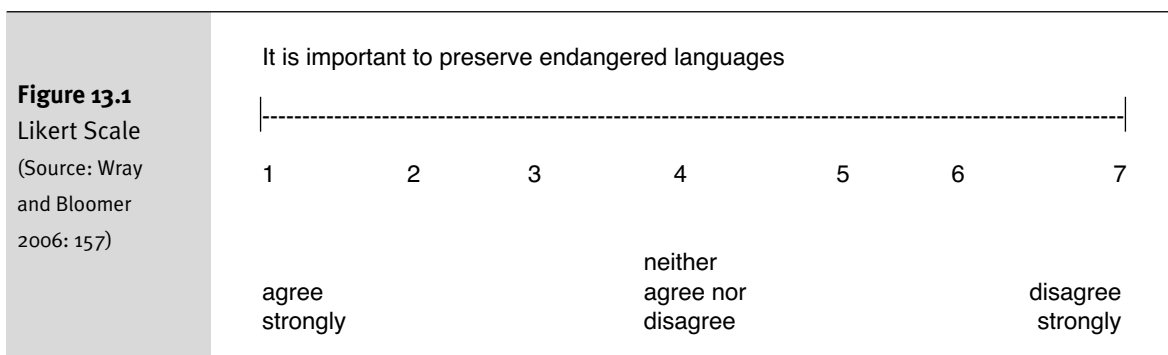 Figure 13.1
Likert Scale
(Source: Wray
and Bloomer
2006: 157)
It is important to preserve endangered languages
1 2 3 4 5 6 7
neither
agree agree nor disagree
strongly disagree strongly